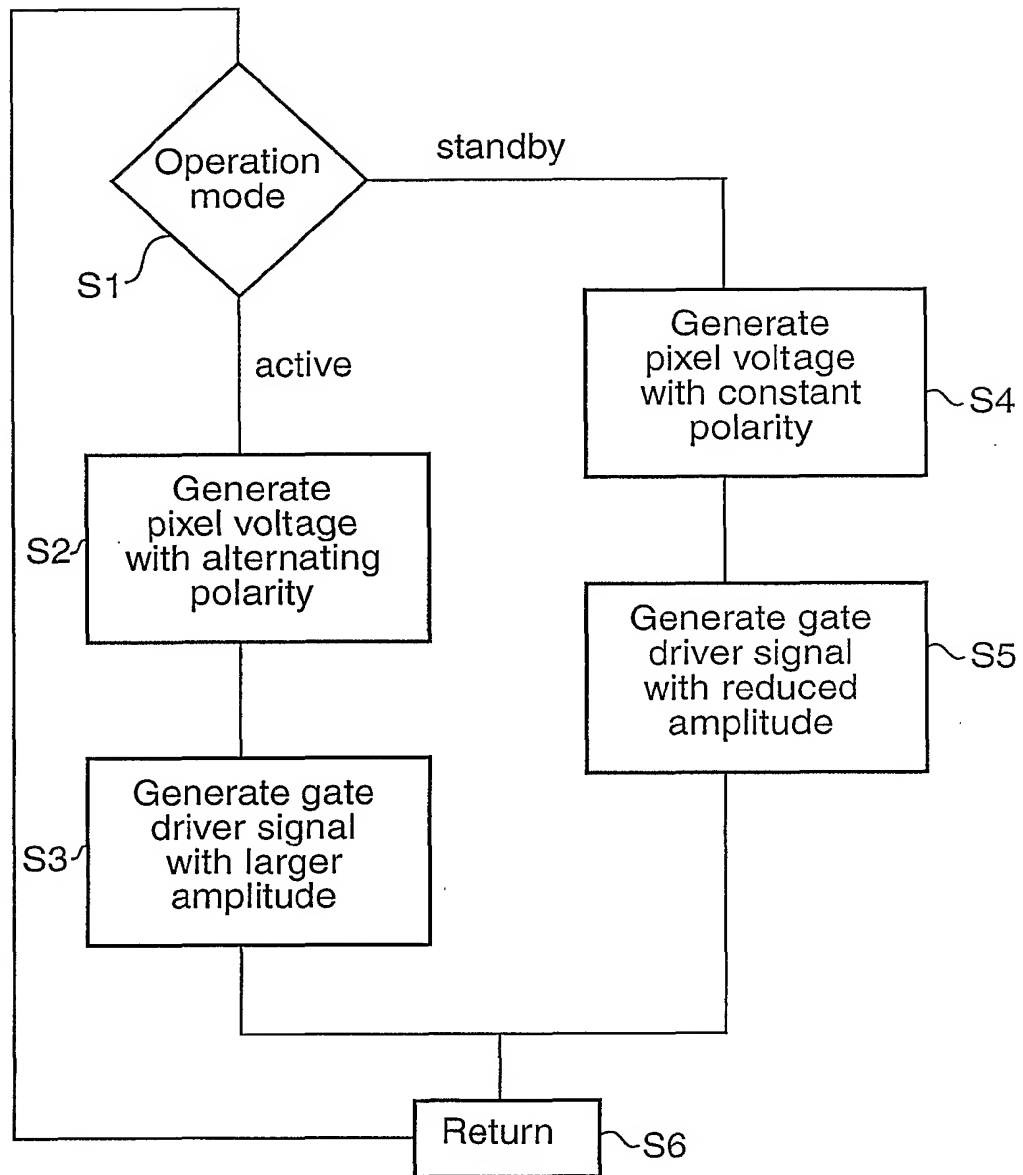 Operation
mode
standby
S1
active
Generate
pixel voltage
with constant
polarity
S4
Generate
pixel voltage
with alternating
polarity
S2
Generate gate
driver signal
with reduced
amplitude
S5
Generate gate
driver signal
with larger
amplitude
S3
Return
S6